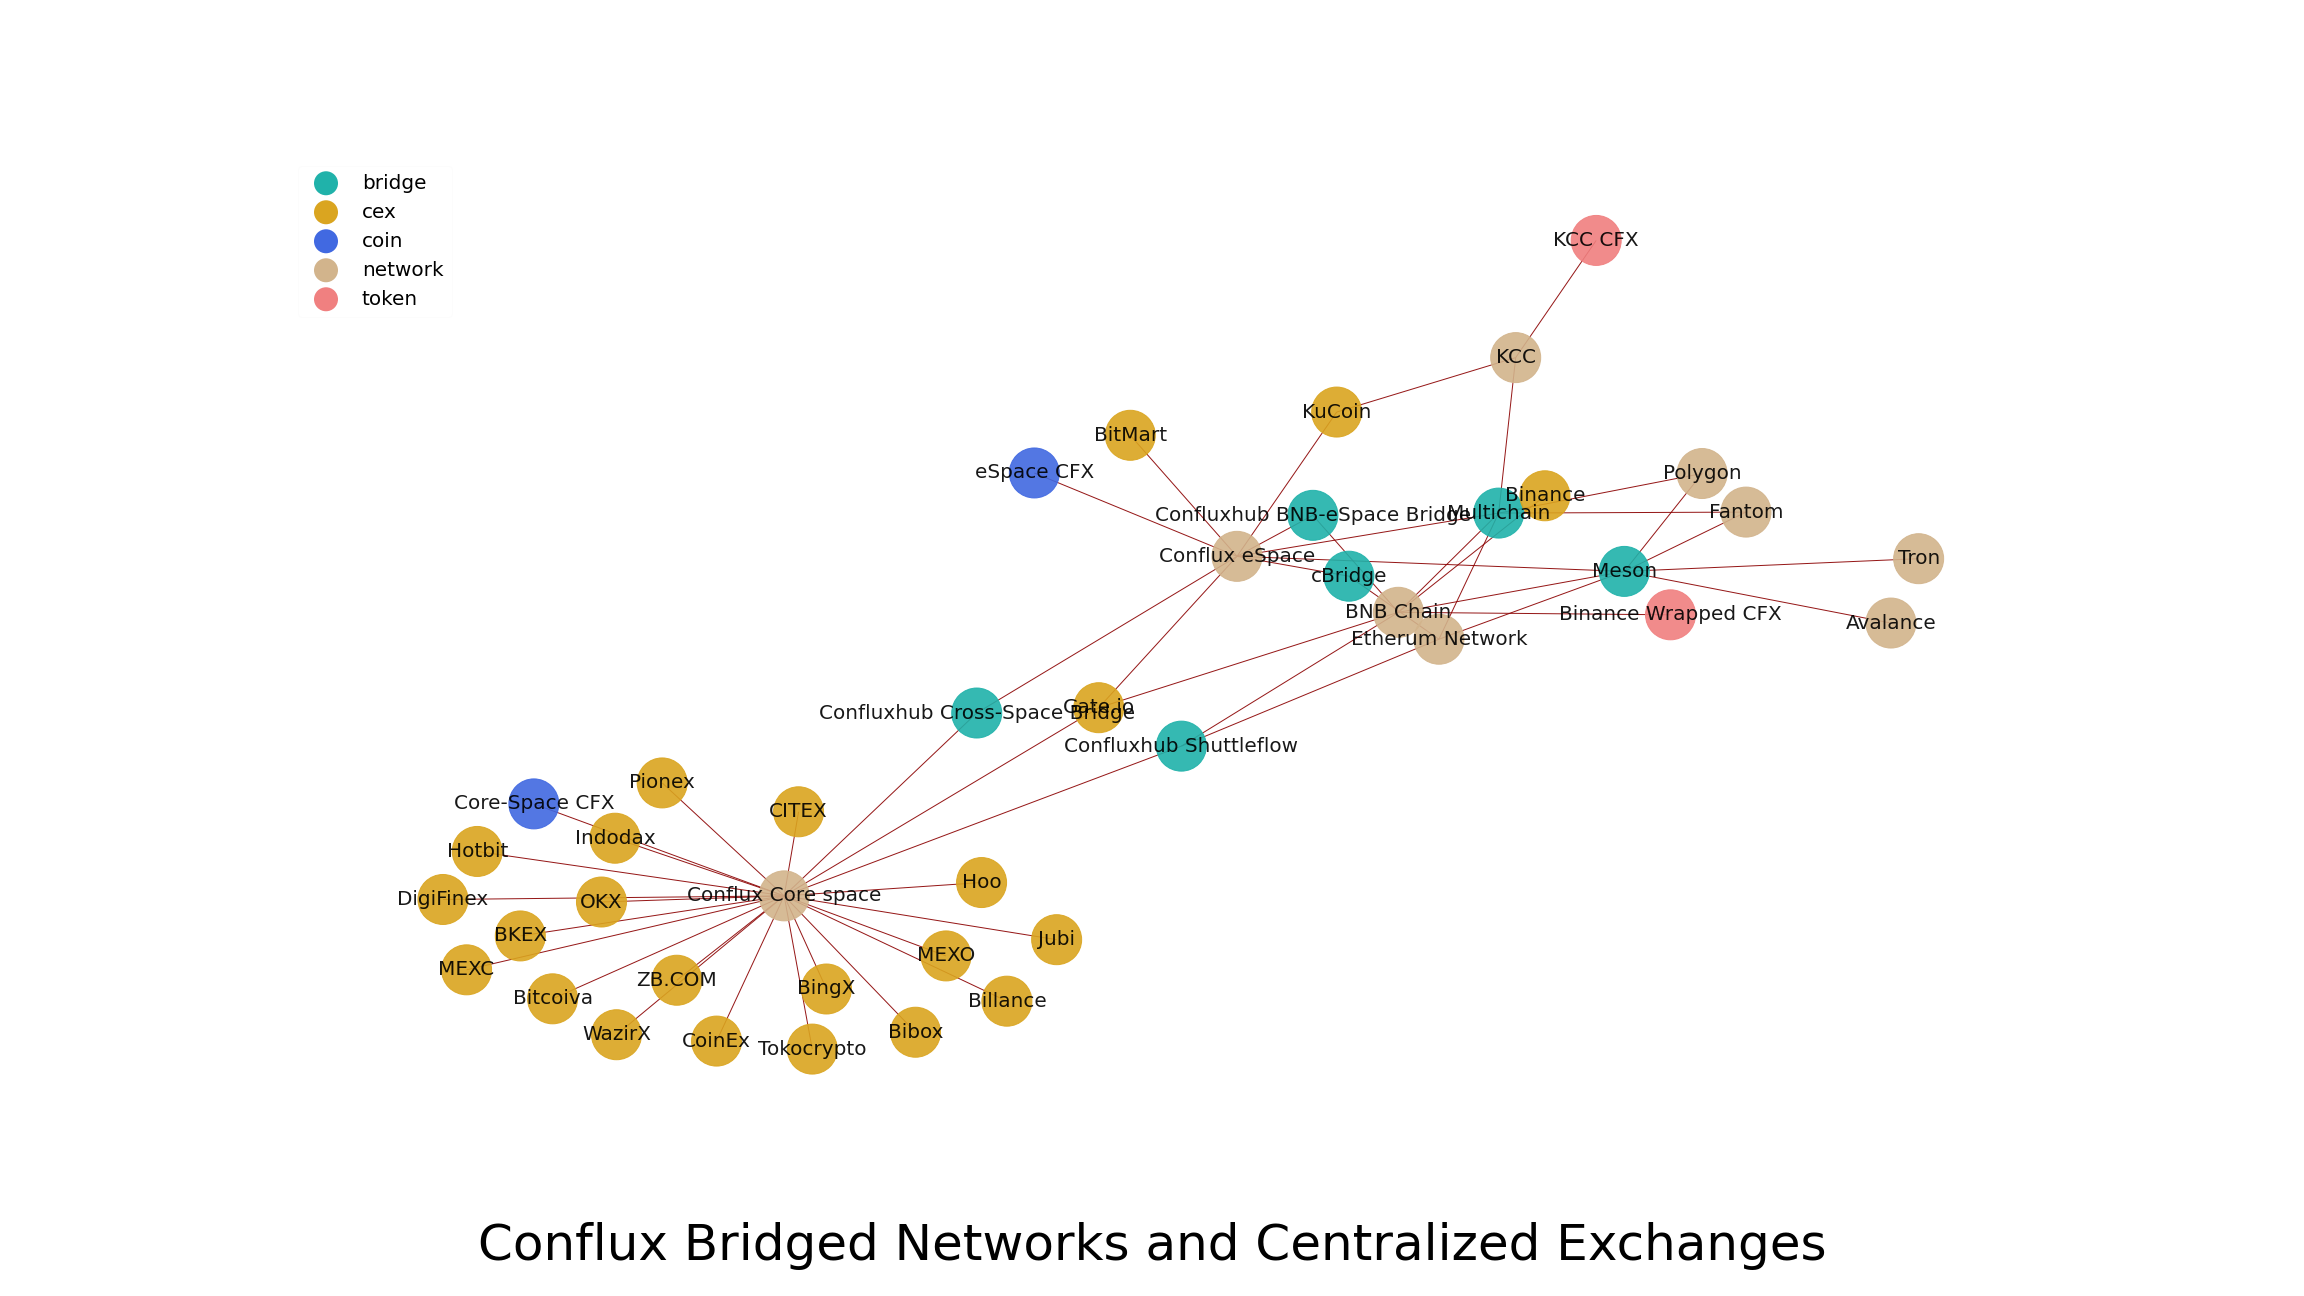 bridge
cex
coin
network
token
KCC CFX
KCC
KuCoin
BitMart
eSpace CFX
Polygon
Binance
Confluxhub BNB-eSpace Bridge
Multichain
Fantom
Conflux eSpace
Tron
cBridge
Meson
BNB Chain
Binance Wrapped CFX
Avalance
Etherum Network
Confluxhub Cross-Space Bridge
Gate.io
Confluxhub Shuttleflow
Pionex
Core-Space CFX
CITEX
Indodax
Hotbit
Hoo
Conflux Core space
DigiFinex
OKX
BKEX
Jubi
MEXO
MEXC
ZB.COM
BingX
Bitcoiva
Billance
WazirX
Bibox
CoinEx
Tokocrypto
Conflux Bridged Networks and Centralized Exchanges